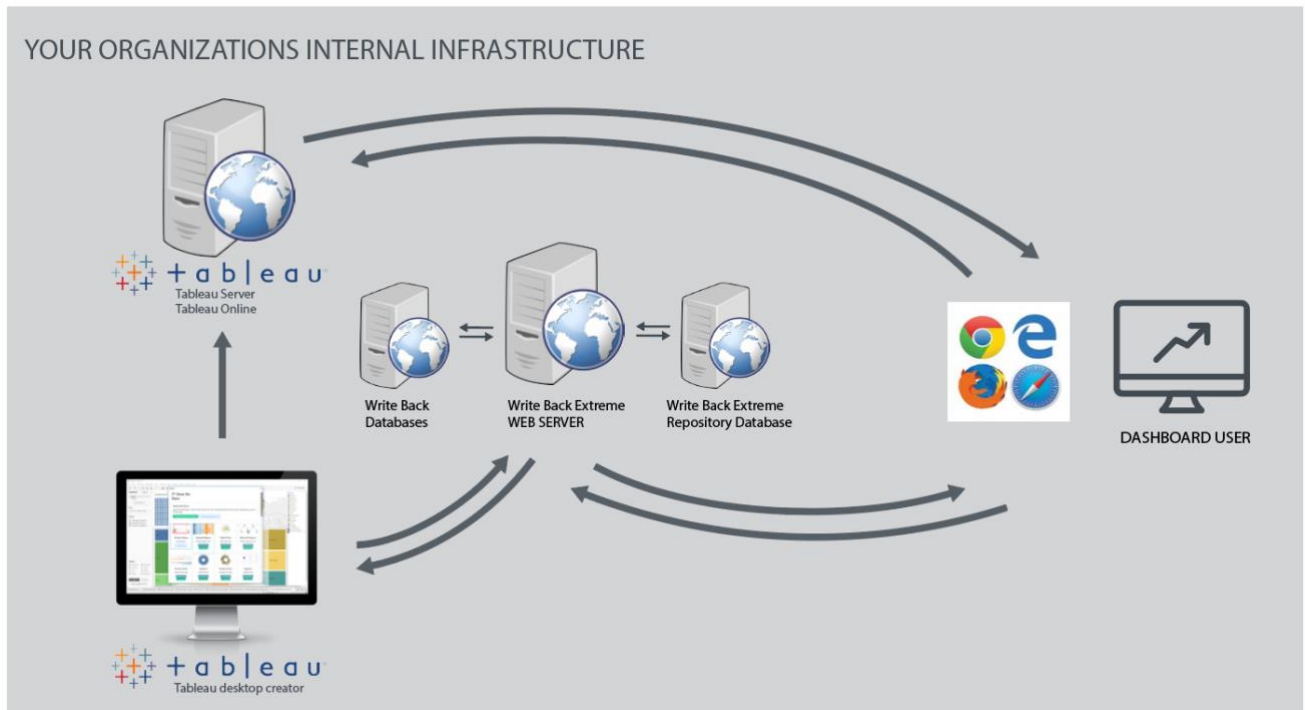 YOUR ORGANIZATIONS INTERNAL INFRASTRUCTURE
+ a b l e a u
Tableau Server
Tableau Online
Write Back
Databases
Write Back Extreme
WEB SERVER
Write Back Extreme
Repository Database
DASHBOARD USER
+ a b l e a u
Tableau desktop creator